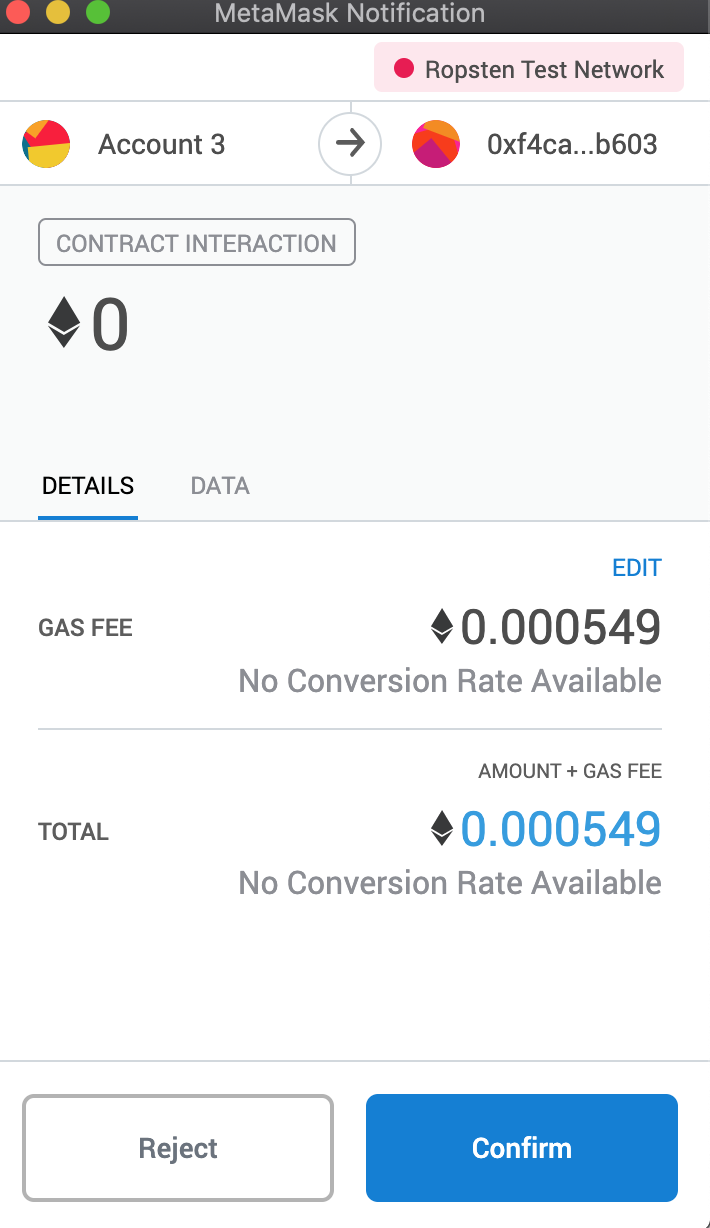 MetaMask Notification
Ropsten Test Network
Account 3
0xf4ca...b603
CONTRACT INTERACTION
0
DETAILS
DATA
EDIT
GAS FEE
0.000549
No Conversion Rate Available
AMOUNT + GAS FEE
TOTAL
0.000549
No Conversion Rate Available
Reject
Confirm